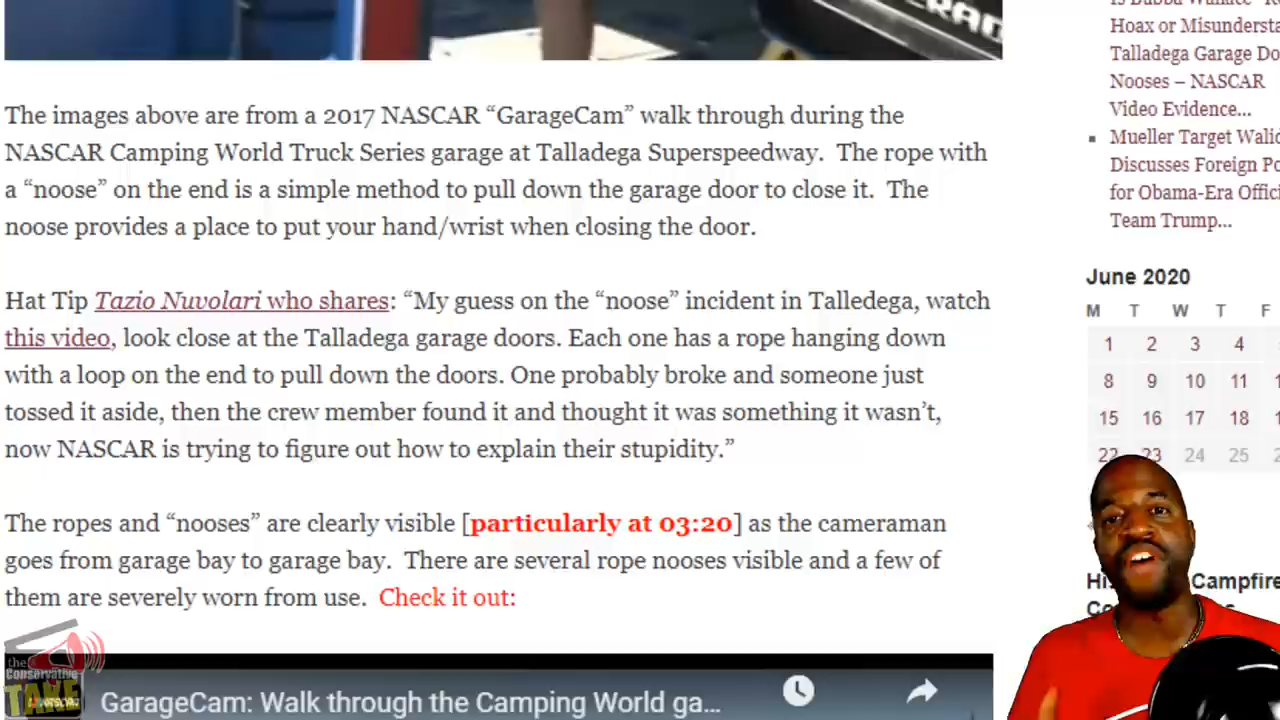 The images above are from a 2017 NASCAR “GarageCam” walk through during the
NASCAR Camping World Truck Series garage at Talladega Superspeedway.  The rope with
a “noose” on the end is a simple method to pull down the garage door to close it.  The
noose provides a place to put your hand/wrist when closing the door.
Hat Tip Tazio Nuvolari who shares: “My guess on the “noose” incident in Talledega, watch
this video, look close at the Talladega garage doors. Each one has a rope hanging down
with a loop on the end to pull down the doors. One probably broke and someone just
tossed it aside, then the crew member found it and thought it was something it wasn’t,
now NASCAR is trying to figure out how to explain their stupidity.”
The ropes and “nooses” are clearly visible [particularly at 03:20] as the cameraman
goes from garage bay to garage bay.  There are several rope nooses visible and a few of
them are severely worn from use.  Check it out:
the
Conservative
TAKE
GarageCam: Walk through the Camping World ga...
Is Bubba Wallace
Hoax or
Talladega Garage
Nooses – NASCAR
Video Evidence...
Mueller Target
Discusses Foreign
for Obama-Era
Team Trump...
June 2020
M T W T F
1 2 3 4
8 9 10 11
15 16 17 18
22 23 24 25
Campfire